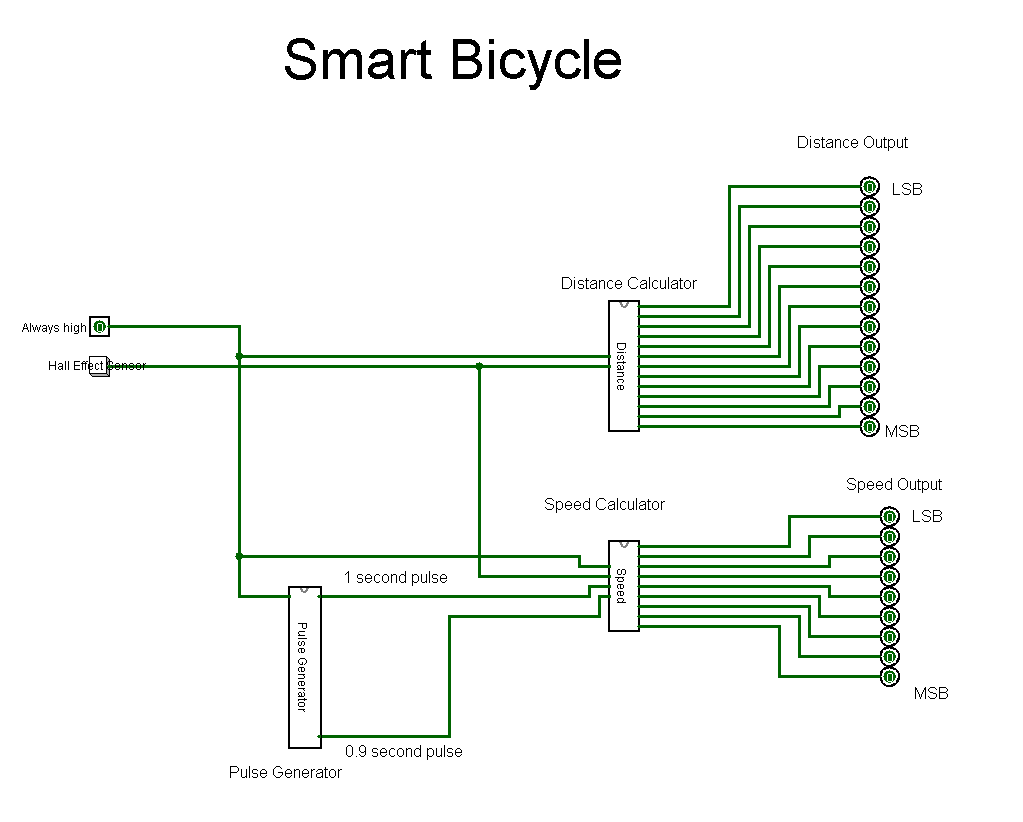 Smart Bicycle
Distance Output
LSB
Distance Calculator
Always high
Distance
Hall Effect Sensor
MSB
Speed Output
Speed Calculator
LSB
1 second pulse
Speed
Pulse Generator
MSB
0.9 second pulse
Pulse Generator